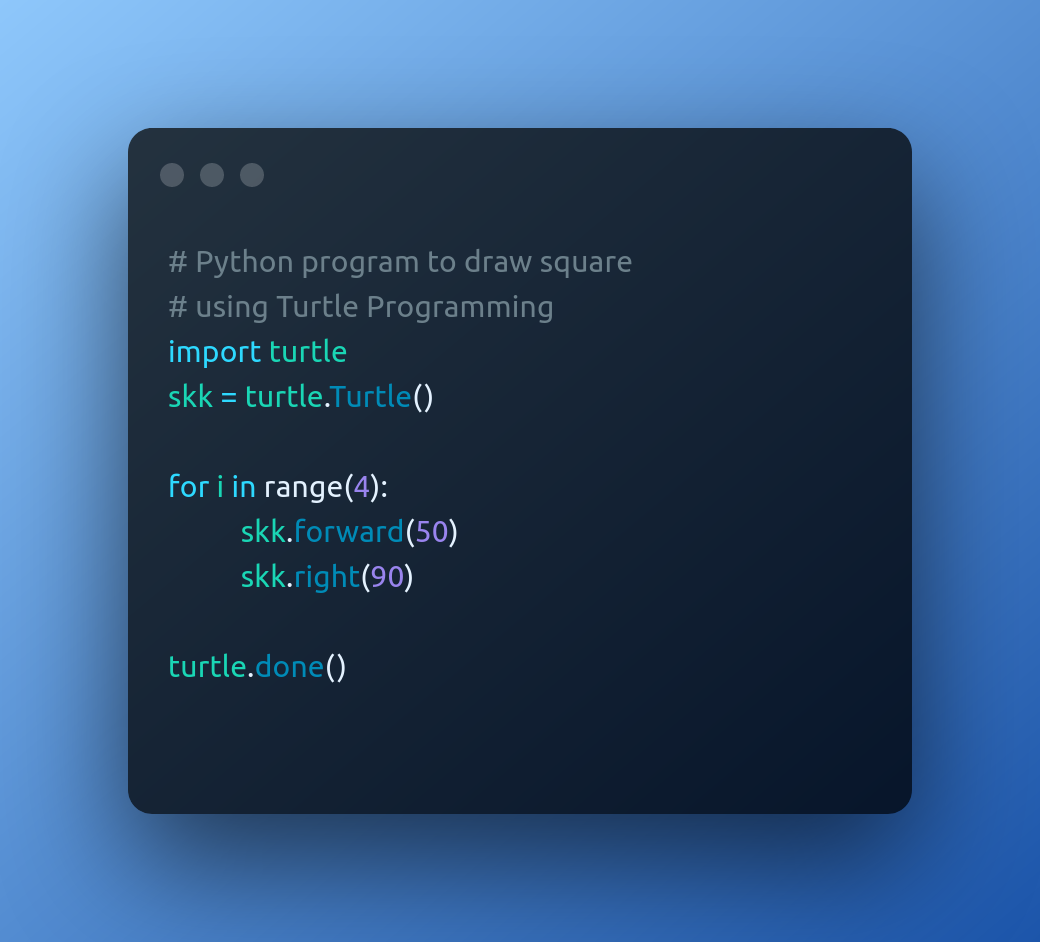 # Python program to draw square
# using Turtle Programming
import turtle
skk = turtle.Turtle()
for i in range(4):
skk.forward(50)
skk.right(90)
turtle.done()